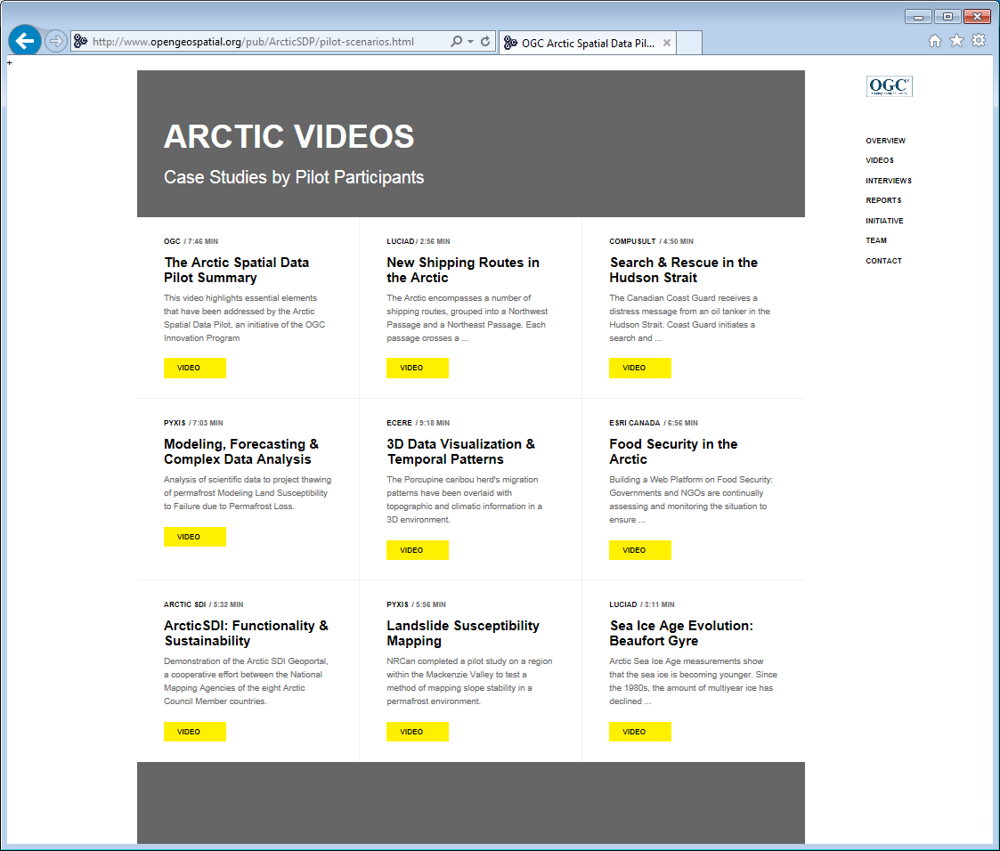 http://www.opengeospatial.org/pub/ArcticSDP/pilot-scenarios.html
OGC Arctic Spatial Data Pil...
+
OGC
OVERVIEW
VIDEOS
INTERVIEWS
REPORTS
INITIATIVE
TEAM
CONTACT
ARCTIC VIDEOS
Case Studies by Pilot Participants
OGC / 7:46 MIN
The Arctic Spatial Data
Pilot Summary
This video highlights essential elements
that have been addressed by the Arctic
Spatial Data Pilot, an initiative of the OGC
Innovation Program
VIDEO
LUCIAD / 2:56 MIN
New Shipping Routes in
the Arctic
The Arctic encompasses a number of
shipping routes, grouped into a Northwest
Passage and a Northeast Passage. Each
passage crosses a ...
VIDEO
COMPUSULT / 4:50 MIN
Search & Rescue in the
Hudson Strait
The Canadian Coast Guard receives a
distress message from an oil tanker in the
Hudson Strait. Coast Guard initiates a
search and ...
VIDEO
PYXIS / 7:03 MIN
Modeling, Forecasting &
Complex Data Analysis
Analysis of scientific data to project thawing
of permafrost Modeling Land Susceptibility
to Failure due to Permafrost Loss.
VIDEO
ECERE / 9:18 MIN
3D Data Visualization &
Temporal Patterns
The Porcupine caribou herd's migration
patterns have been overlaid with
topographic and climatic information in a
3D environment.
VIDEO
ESRI CANADA / 6:56 MIN
Food Security in the
Arctic
Building a Web Platform on Food Security:
Governments and NGOs are continually
assessing and monitoring the situation to
ensure ...
VIDEO
ARCTIC SDI / 5:32 MIN
ArcticSDI: Functionality &
Sustainability
Demonstration of the Arctic SDI Geoportal,
a cooperative effort between the National
Mapping Agencies of the eight Arctic
Council Member countries.
VIDEO
PYXIS / 5:56 MIN
Landslide Susceptibility
Mapping
NRCan completed a pilot study on a region
within the Mackenzie Valley to test a
method of mapping slope stability in a
permafrost environment.
VIDEO
LUCIAD / 3:11 MIN
Sea Ice Age Evolution:
Beaufort Gyre
Arctic Sea Ice Age measurements show
that the sea ice is becoming younger. Since
the 1980s, the amount of multiyear ice has
declined ...
VIDEO